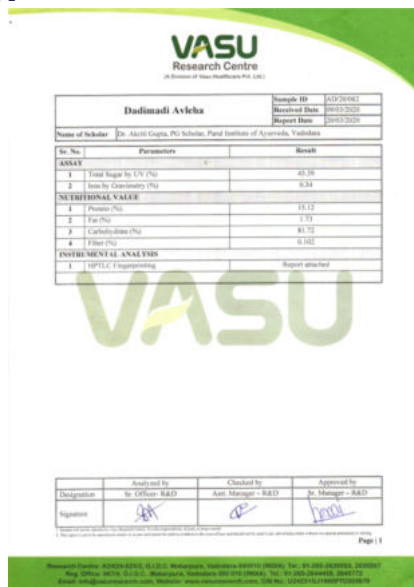 VASU
Research Centre
(A Division of Vasu Healthcare Pvt. Ltd.)
Dadimadi Avleha
Sample ID AD/20/062
Received Date 09/03/2020
Report Date 20/03/2020
Name of Scholar Dr. Akriti Gupta, PG Scholar, Parul Institute of Ayurveda, Vadodara
Sr. No. Parameters Result
ASSAY
1 Total Sugar by UV (%) 45.39
2 Iron by Gravimetry (%) 0.34
NUTRITIONAL VALUE
1 Protein (%) 15.12
2 Fat (%) 1.73
3 Carbohydrate (%) 81.72
4 Fiber (%) 0.102
INSTRUMENTAL ANALYSIS
1 HPTLC Fingerprinting Report attached
VASU
Analyzed by Checked by Approved by
Designation Sr. Officer- R&D Asst. Manager - R&D Sr. Manager - R&D
Signature
Page | 1